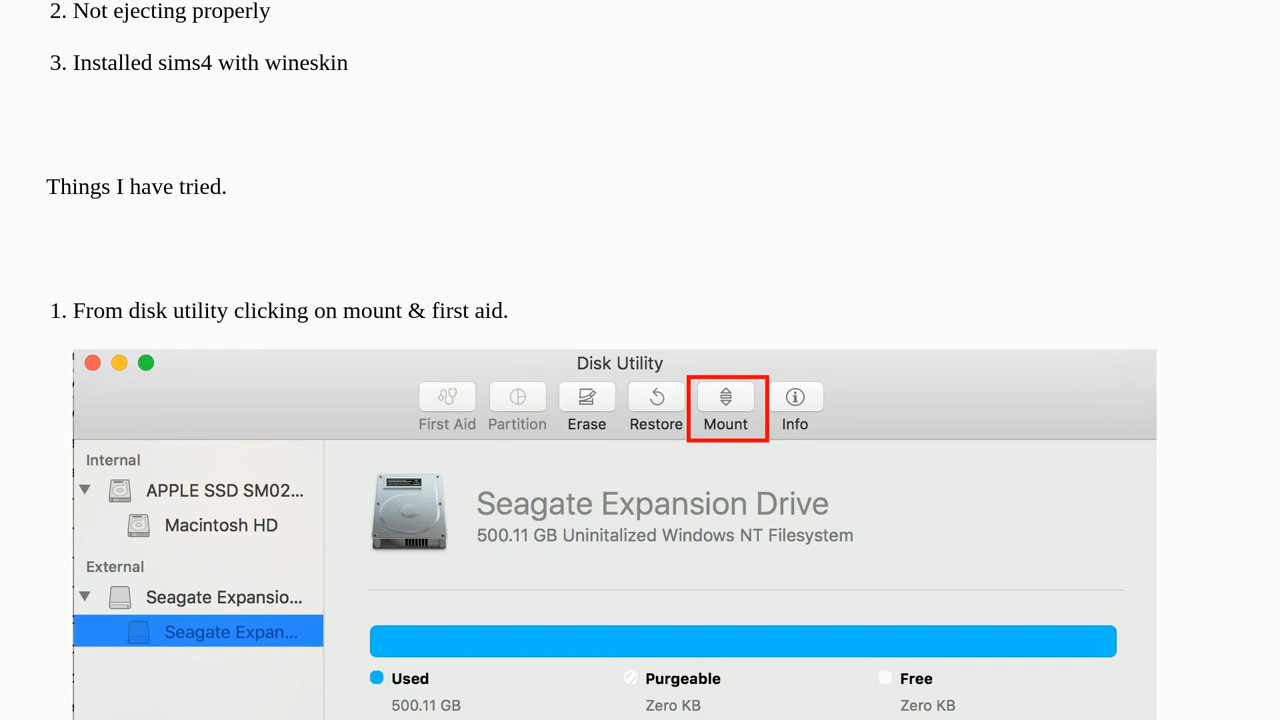 2. Not ejecting properly
3. Installed sims4 with wineskin
Things I have tried.
1. From disk utility clicking on mount & first aid.
Disk Utility
First Aid Partition Erase Restore Mount Info
Internal
APPLE SSD SM02...
Macintosh HD
External
Seagate Expansio...
Seagate Expan...
Seagate Expansion Drive
500.11 GB Uninitalized Windows NT Filesystem
Used Purgeable Free
500.11 GB Zero KB Zero KB